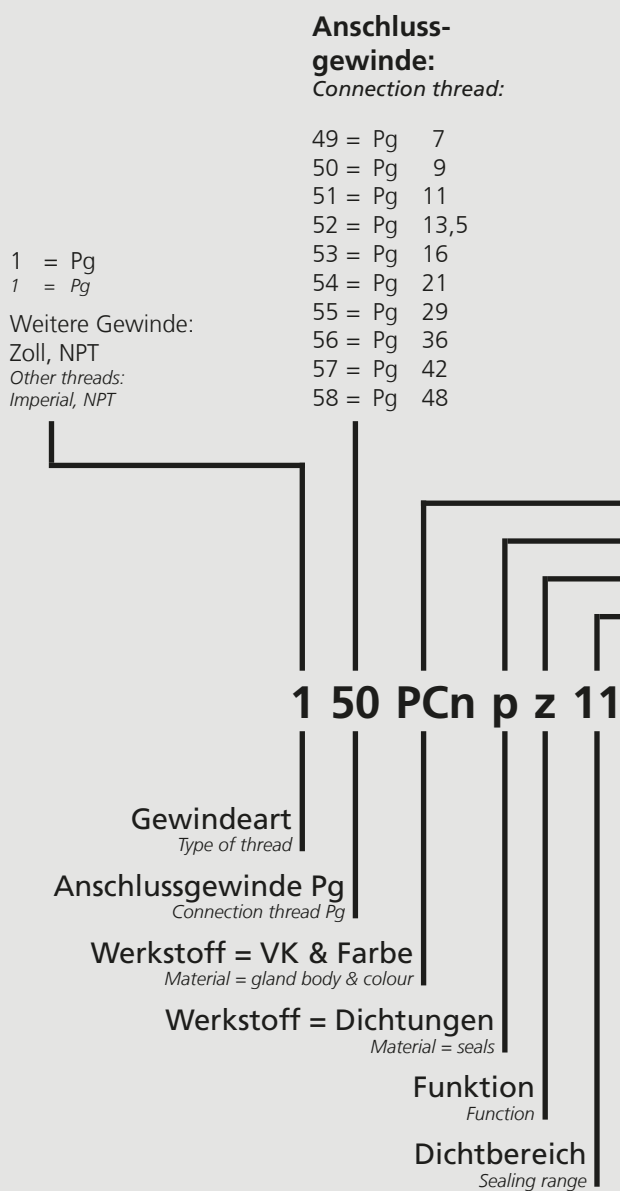 Anschluss-
gewinde:
Connection thread:
49 = Pg 7
50 = Pg 9
51 = Pg 11
52 = Pg 13,5
53 = Pg 16
54 = Pg 21
55 = Pg 29
56 = Pg 36
57 = Pg 42
58 = Pg 48
1 = Pg
1 = Pg
Weitere Gewinde:
Zoll, NPT
Other threads:
Imperial, NPT
1 50 PCn p z 11
Gewindeart
Type of thread
Anschlussgewinde Pg
Connection thread Pg
Werkstoff = VK & Farbe
Material = gland body & colour
Werkstoff = Dichtungen
Material = seals
Funktion
Function
Dichtbereich
Sealing range